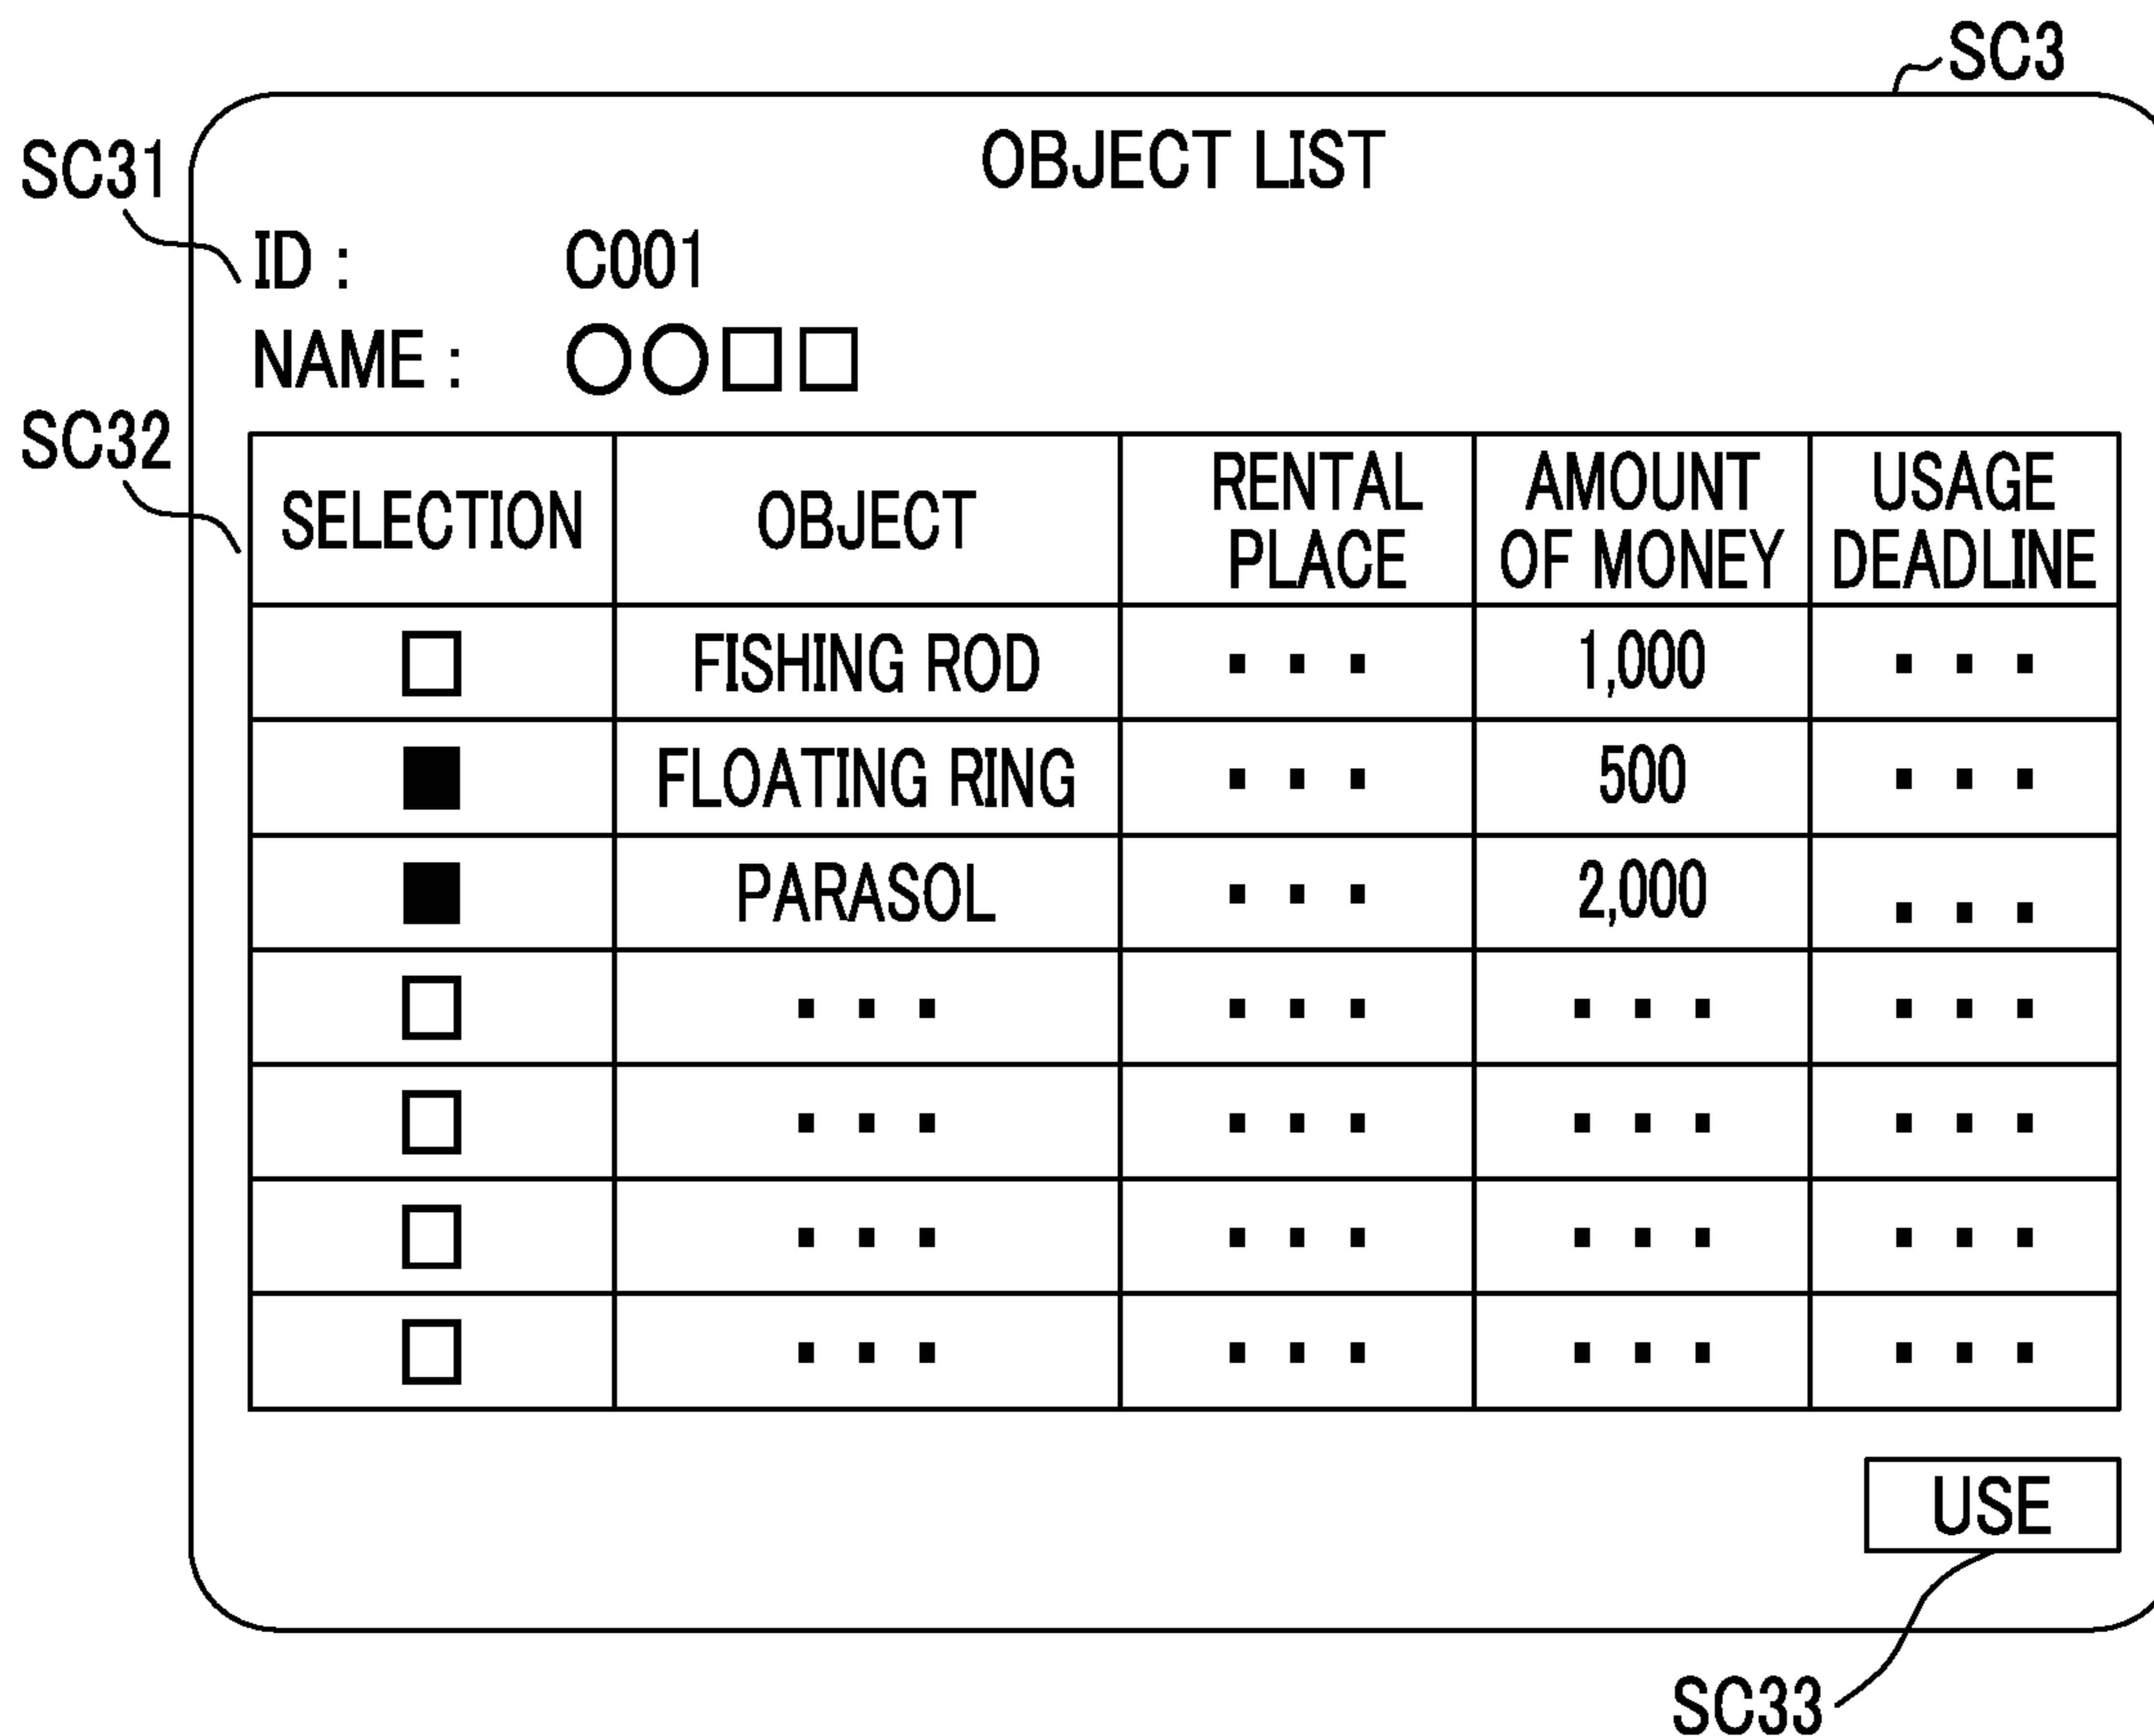 SC3
OBJECT LIST
SC31
ID : C001
NAME : ○○□□
SC32
SELECTION OBJECT RENTAL PLACE AMOUNT OF MONEY USAGE DEADLINE
□ FISHING ROD ・・・ 1,000 ・・・
■ FLOATING RING ・・・ 500 ・・・
■ PARASOL ・・・ 2,000 ・・・
□ ・・・ ・・・ ・・・ ・・・
□ ・・・ ・・・ ・・・ ・・・
□ ・・・ ・・・ ・・・ ・・・
□ ・・・ ・・・ ・・・ ・・・
USE
SC33